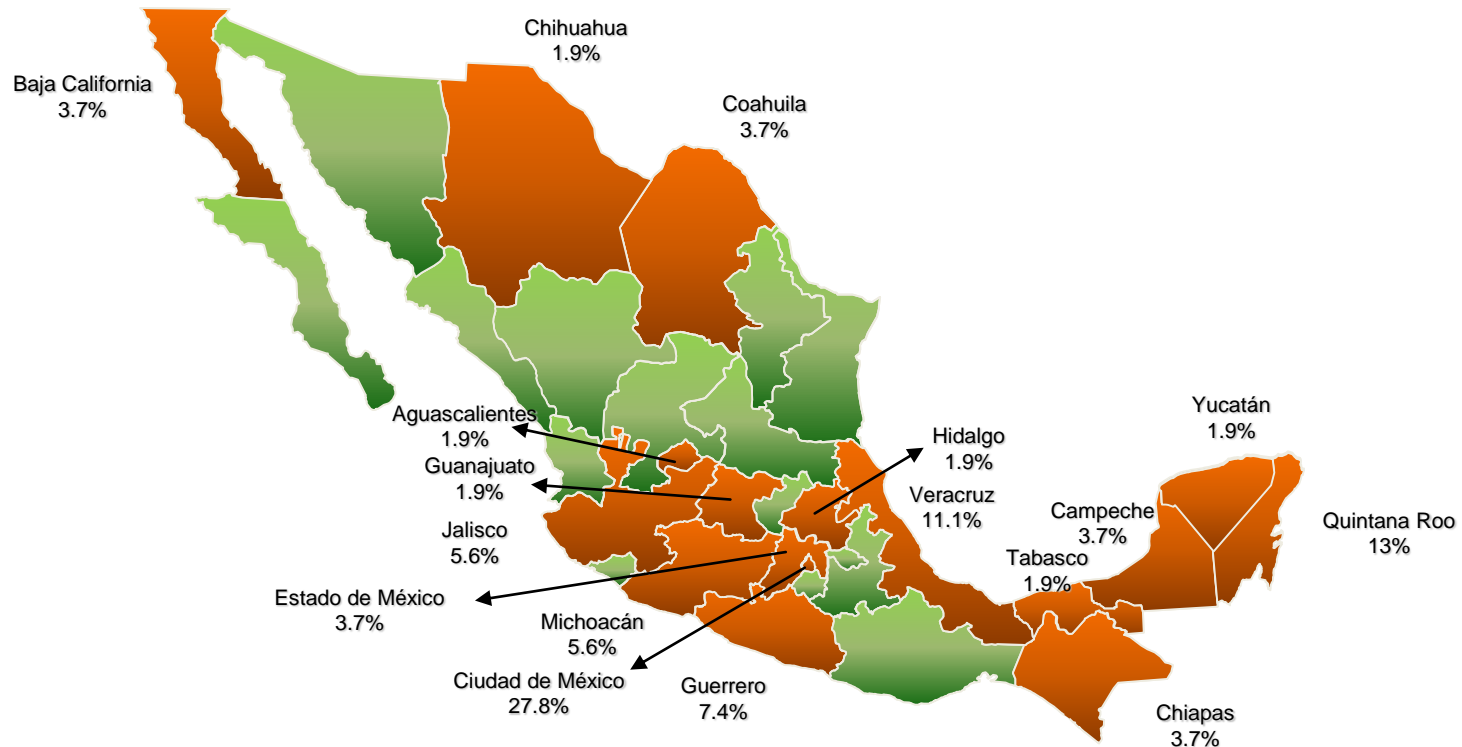 Chihuahua
1.9%
Baja California
3.7%
Coahuila
3.7%
Aguascalientes
1.9%
Guanajuato
1.9%
Jalisco
5.6%
Estado de México
3.7%
Michoacán
5.6%
Ciudad de México
27.8%
Guerrero
7.4%
Hidalgo
1.9%
Veracruz
11.1%
Yucatán
1.9%
Campeche
3.7%
Tabasco
1.9%
Quintana Roo
13%
Chiapas
3.7%